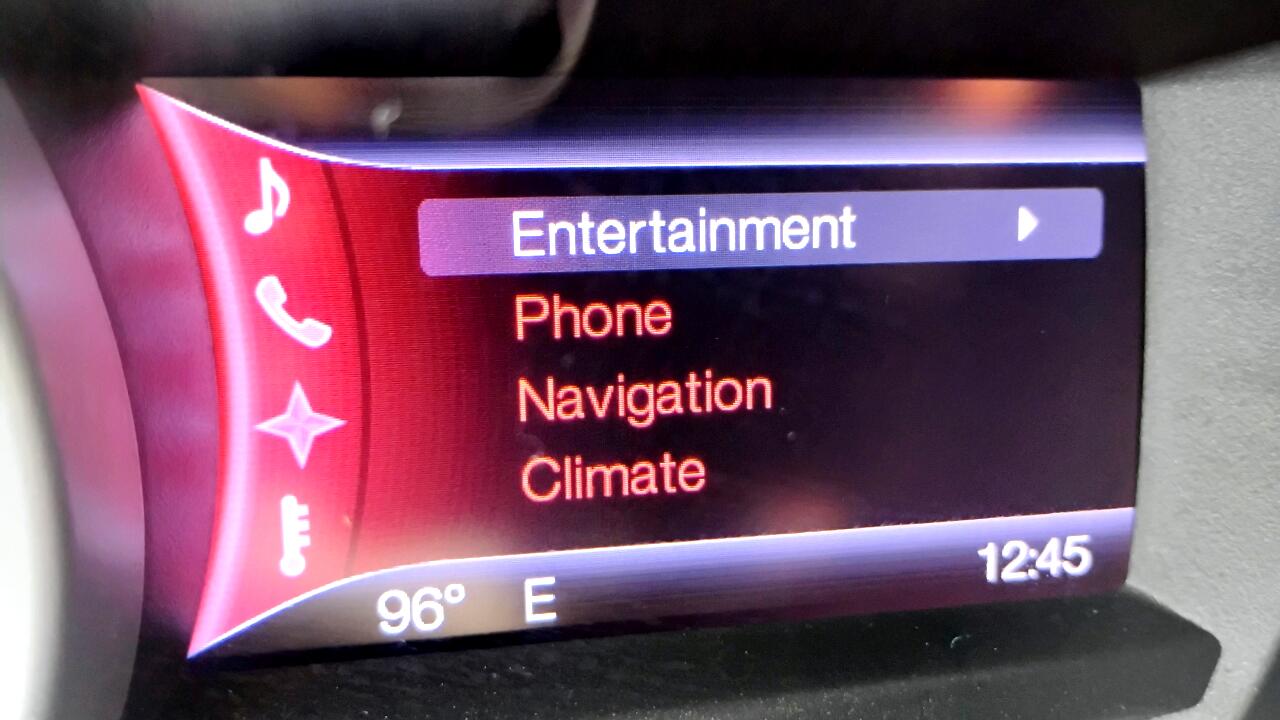 Entertainment
Phone
Navigation
Climate
96° E 12:45